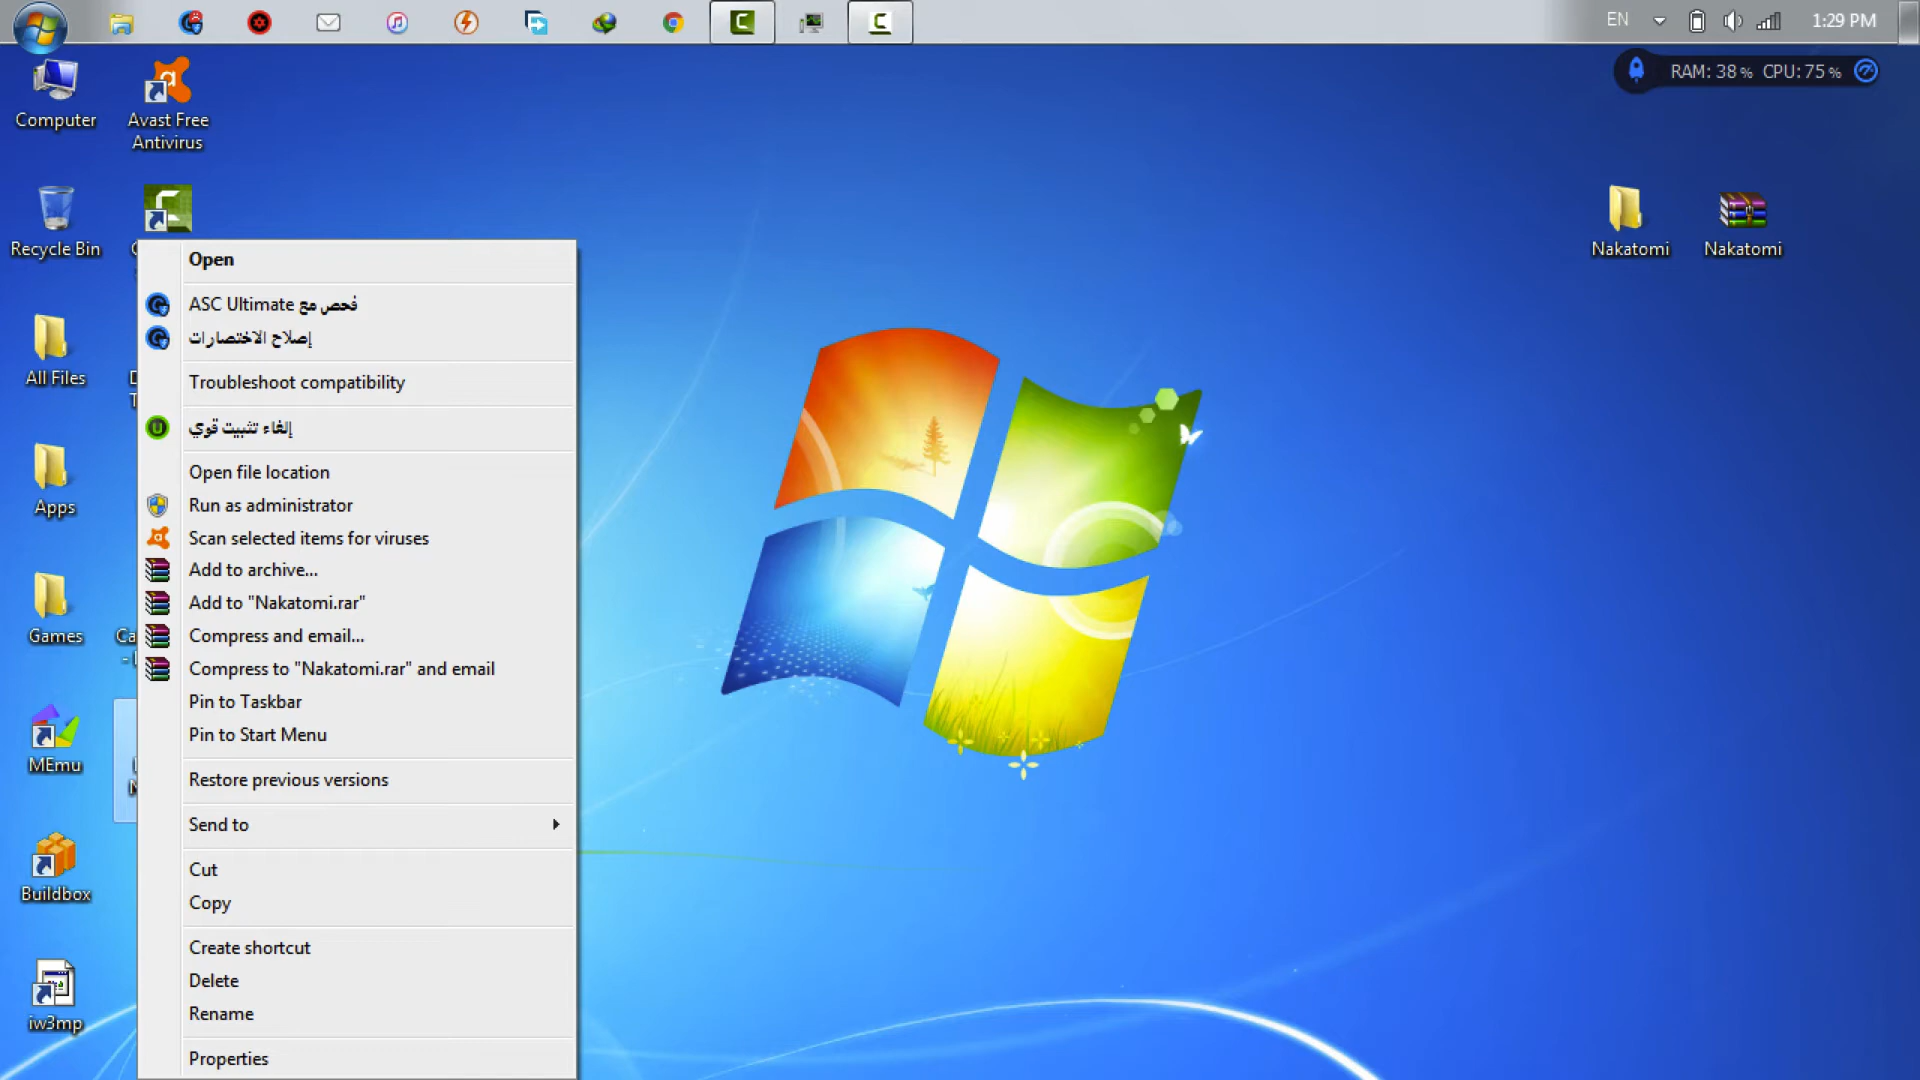 EN
1:29 PM
RAM: 38 % CPU: 75 %
Computer
Avast Free
Antivirus
Recycle Bin
All Files
Apps
Games
MEmu
Buildbox
iw3mp
Nakatomi
Nakatomi
Open
ASC Ultimate فحص مع
إصلاح الاختصارات
Troubleshoot compatibility
إلغاء تثبيت قوي
Open file location
Run as administrator
Scan selected items for viruses
Add to archive...
Add to "Nakatomi.rar"
Compress and email...
Compress to "Nakatomi.rar" and email
Pin to Taskbar
Pin to Start Menu
Restore previous versions
Send to
Cut
Copy
Create shortcut
Delete
Rename
Properties